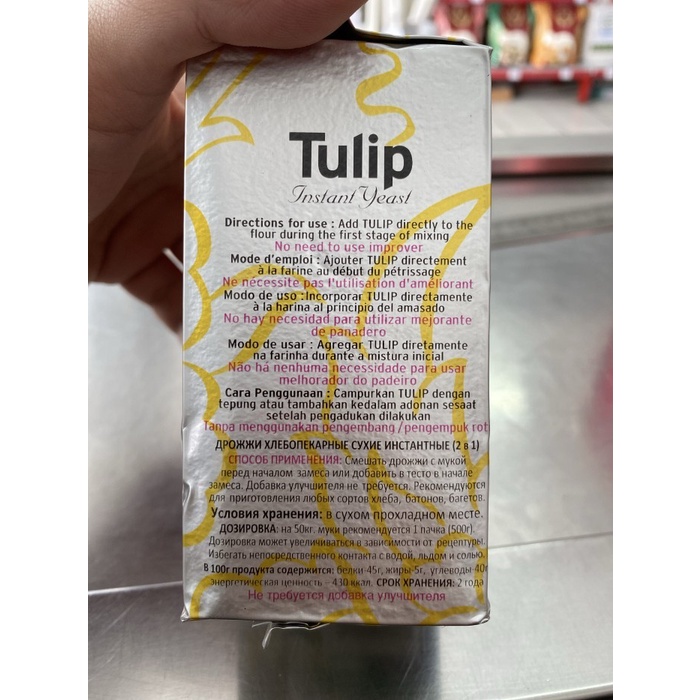 Tulip
Instant Yeast
Directions for use : Add TULIP directly to the
flour during the first stage of mixing
No need to use improver
Mode d'emploi : Ajouter TULIP directement
à la farine au début du pétrissage
Ne nécessite pas l'utilisation d'améliorant
Modo de uso :Incorporar TULIP directamente
à la harina al principio del amasado
No hay necesidad para utilizar mejorante
de panadero
Modo de usar : Agregar TULIP diretamente
na farinha durante a mistura inicial
Não há nenhuma necessidade para usar
melhorador do padeiro
Cara Penggunaan : Campurkan TULIP dengan
tepung atau tambahkan kedalam adonan sesaat
setelah pengadukan dilakukan
Tanpa menggunakan pengembang /pengempuk rot
ДРОЖЖИ ХЛЕБОПЕКАРНЫЕ СУХИЕ ИНСТАНТНЫЕ (2 в 1)
СПОСОБ ПРИМЕНЕНИЯ: Смешать дрожжи с мукой
перед началом замеса или добавить в тесто в начале
замеса. Добавка улучшителя не требуется. Рекомендуются
для приготовления любых сортов хлеба, батонов, багетов.
Условия хранения: в сухом прохладном месте.
ДОЗИРОВКА: на 50кг. муки рекомендуется 1 пачка (500г).
Дозировка может увеличиваться в зависимости от рецептуры.
Избегать непосредственного контакта с водой, льдом и солью.
В 100г продукта содержится: белки-45г, жиры-5г, углеводы-40г
Энергетическая ценность - 430 ккал. СРОК ХРАНЕНИЯ: 2 года
Не требуется добавка улучшителя